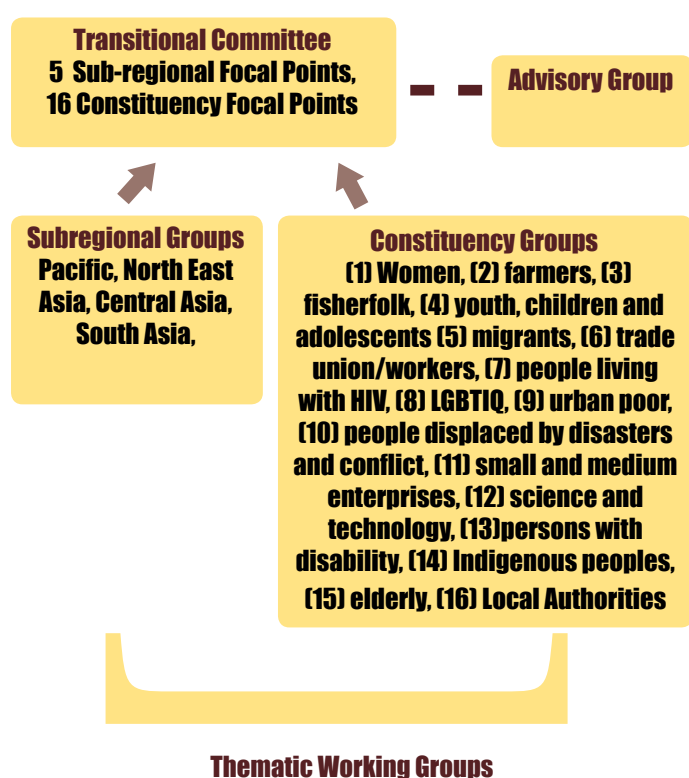 Transitional Committee
5 Sub-regional Focal Points,
16 Constituency Focal Points
Advisory Group
Subregional Groups
Pacific, North East
Asia, Central Asia,
South Asia,
Constituency Groups
(1) Women, (2) farmers, (3)
fisherfolk, (4) youth, children and
adolescents (5) migrants, (6) trade
union/workers, (7) people living
with HIV, (8) LGBTIQ, (9) urban poor,
(10) people displaced by disasters
and conflict, (11) small and medium
enterprises, (12) science and
technology, (13)persons with
disability, (14) Indigenous peoples,
(15) elderly, (16) Local Authorities
Thematic Working Groups